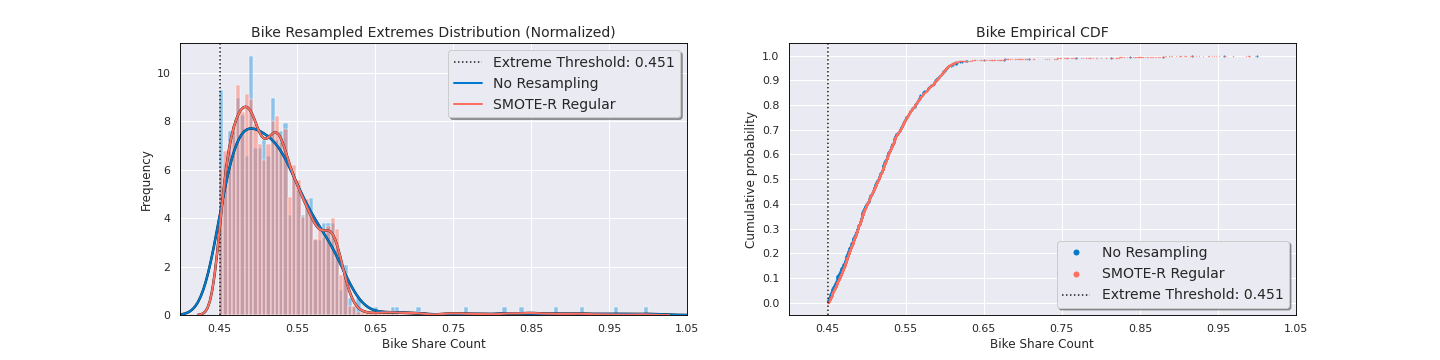 Bike Resampled Extremes Distribution (Normalized)
Frequency
10
8
6
4
2
0
Extreme Threshold: 0.451
No Resampling
SMOTE-R Regular
0.45 0.55 0.65 0.75 0.85 0.95 1.05
Bike Share Count
Bike Empirical CDF
Cumulative probability
1.0
0.9
0.8
0.7
0.6
0.5
0.4
0.3
0.2
0.1
0.0
No Resampling
SMOTE-R Regular
Extreme Threshold: 0.451
0.45 0.55 0.65 0.75 0.85 0.95 1.05
Bike Share Count